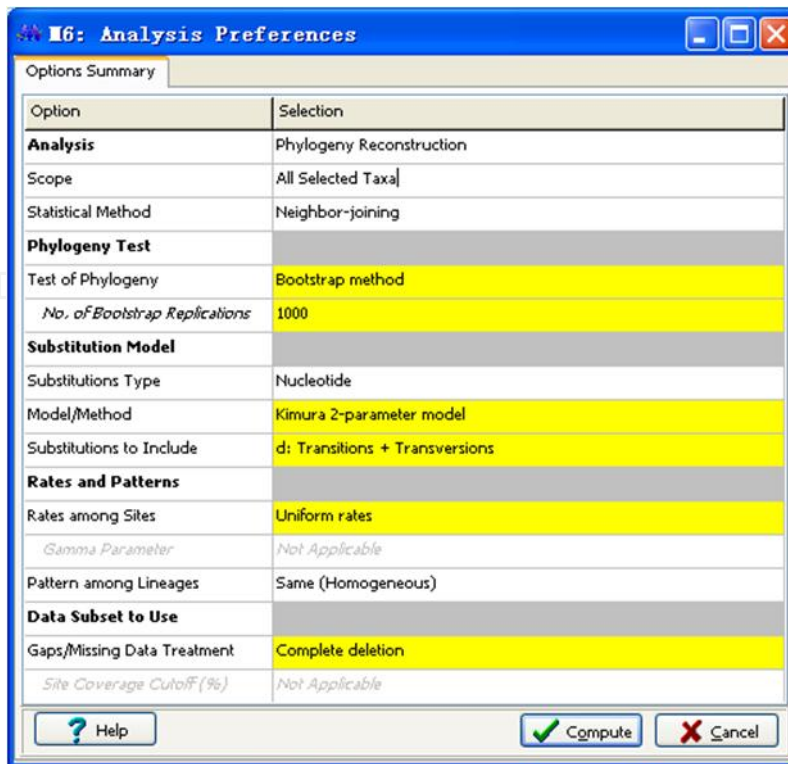 M6: Analysis Preferences
Options Summary
Option Selection
Analysis Phylogeny Reconstruction
Scope All Selected Taxa
Statistical Method Neighbor-joining
Phylogeny Test
Test of Phylogeny Bootstrap method
No. of Bootstrap Replications 1000
Substitution Model
Substitutions Type Nucleotide
Model/Method Kimura 2-parameter model
Substitutions to Include d: Transitions + Transversions
Rates and Patterns
Rates among Sites Uniform rates
Gamma Parameter Not Applicable
Pattern among Lineages Same (Homogeneous)
Data Subset to Use
Gaps/Missing Data Treatment Complete deletion
Site Coverage Cutoff (%) Not Applicable
Help Compute Cancel